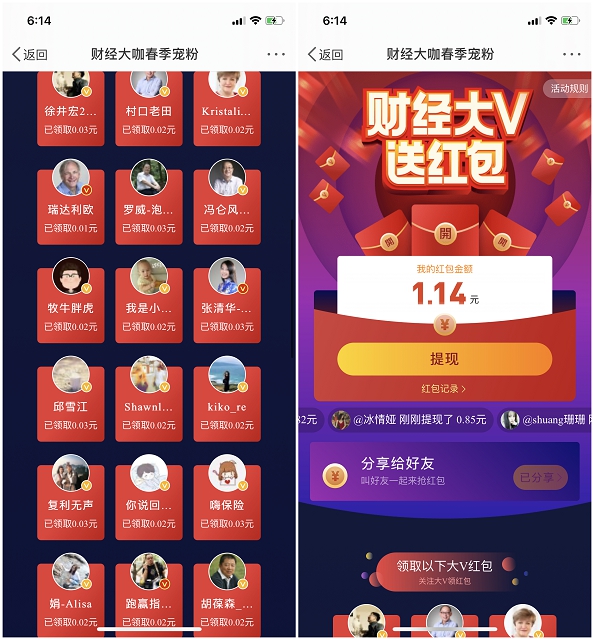 6:14
返回
财经大咖春季宠粉
徐井宏2...
村口老田
Kristali...
已领取0.03元
已领取0.02元
已领取0.02元
瑞达利欧
罗威-泡...
冯仑风...
已领取0.01元
已领取0.03元
已领取0.02元
牧牛胖虎
我是小...
张清华-...
已领取0.02元
已领取0.02元
已领取0.03元
邱雪江
Shawnl...
kiko_re
已领取0.03元
已领取0.02元
已领取0.02元
复利无声
你说回...
嗨保险
已领取0.03元
已领取0.02元
已领取0.02元
娟-Alisa
跑赢指...
胡葆森_...
已领取0.02元
已领取0.02元
已领取0.02元
6:14
返回
财经大咖春季宠粉
活动规则
财经大V
送红包
開
開
開
我的红包金额
1.14元
¥
提现
红包记录
32元
@冰情娅 刚刚提现了 0.85元
@shuang珊珊
¥
分享给好友
叫好友一起来抢红包
已分享
领取以下大V红包
关注大V领红包